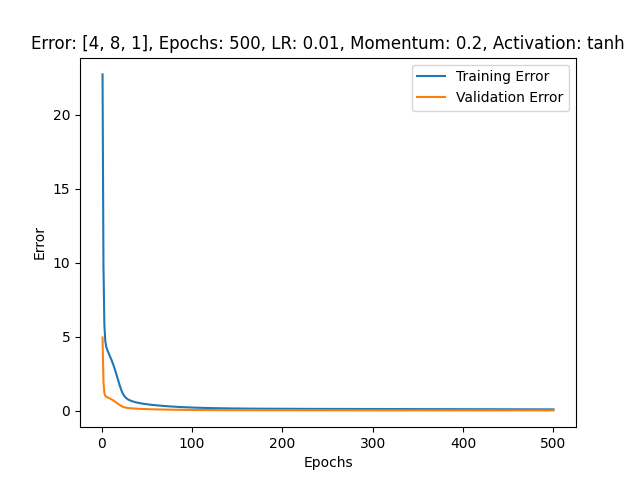 Error: [4, 8, 1], Epochs: 500, LR: 0.01, Momentum: 0.2, Activation: tanh
Training Error
Validation Error
20
15
10
5
0
Error
0 100 200 300 400 500
Epochs